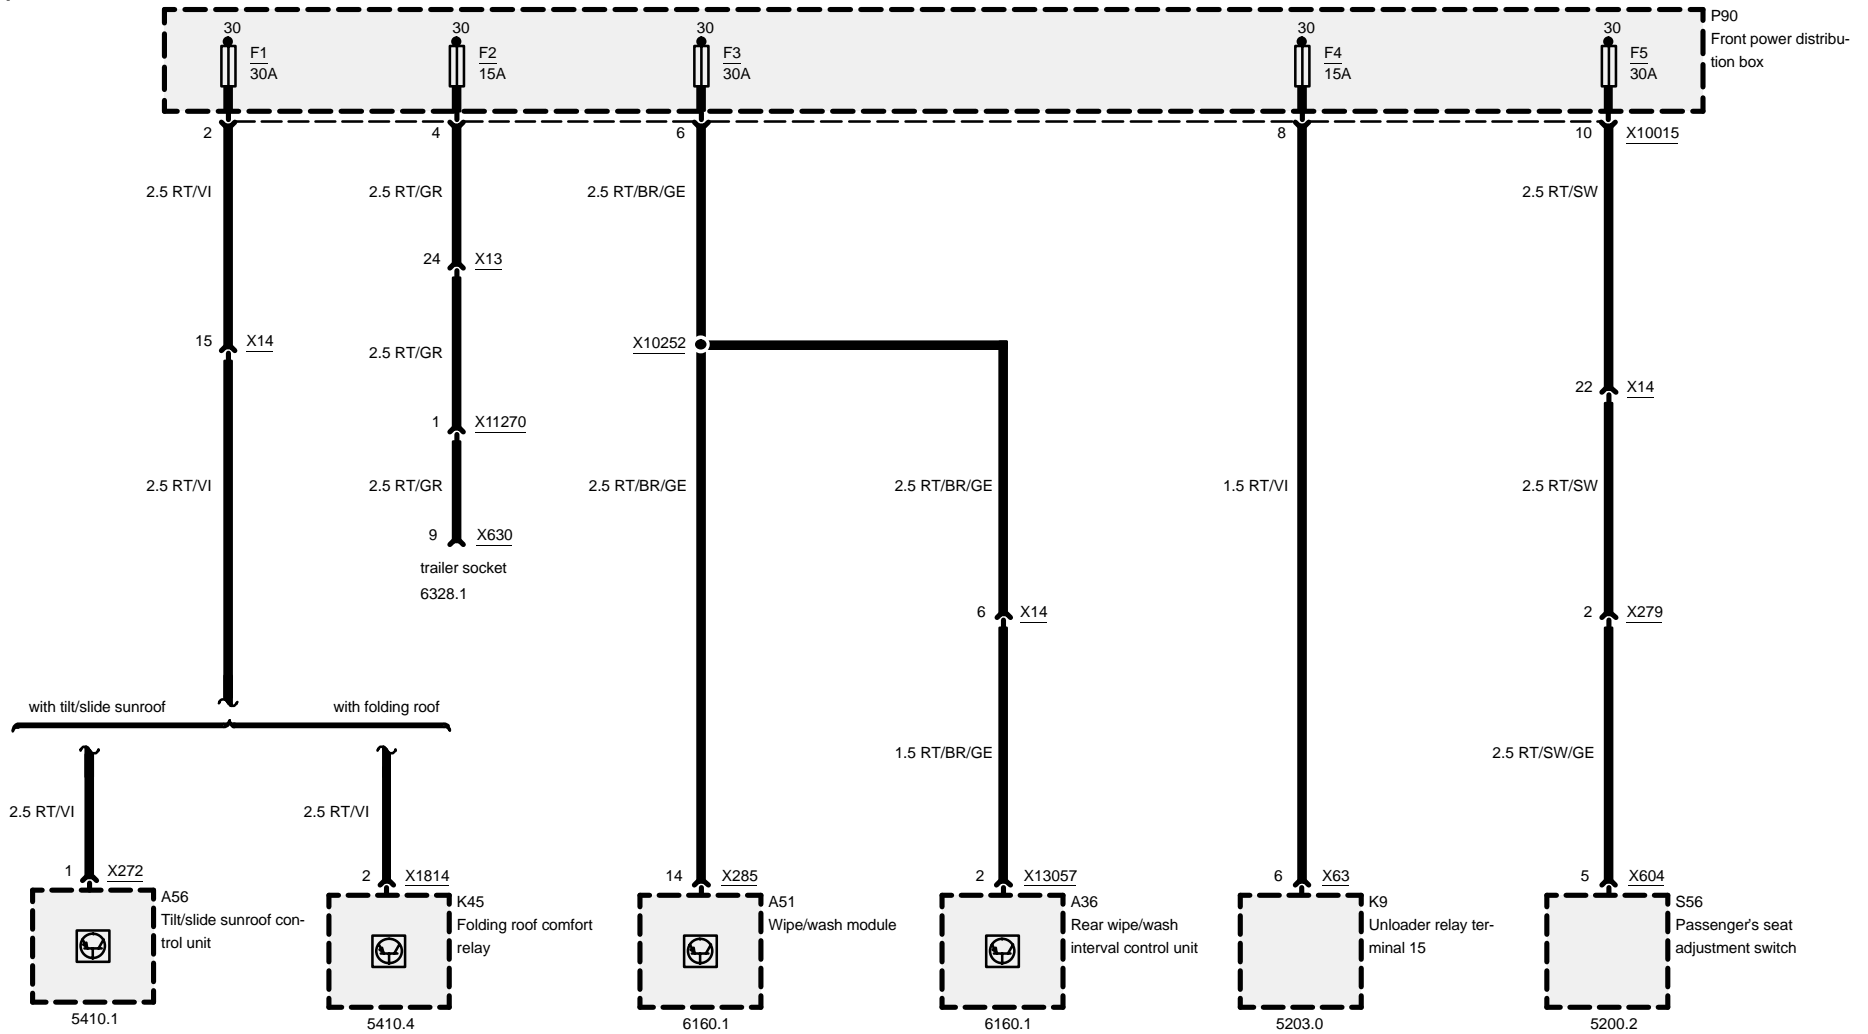 30 30 30 30 30
P90
Front power distribu-
tion box
F1 F2 F3 F4 F5
30A 15A 30A 15A 30A
2 4 6 8 10 X10015
2.5 RT/VI 2.5 RT/GR 2.5 RT/BR/GE 2.5 RT/SW
24 X13
15 X14
X10252
2.5 RT/GR
22 X14
1 X11270
2.5 RT/VI 2.5 RT/GR 2.5 RT/BR/GE 2.5 RT/BR/GE 1.5 RT/VI 2.5 RT/SW
9 X630
trailer socket
6328.1
6 X14 2 X279
with tilt/slide sunroof with folding roof
1.5 RT/BR/GE 2.5 RT/SW/GE
2.5 RT/VI 2.5 RT/VI
1 X272 2 X1814 14 X285 2 X13057 6 X63 5 X604
A56
Tilt/slide sunroof con-
trol unit
5410.1
K45
Folding roof comfort
relay
5410.4
A51
Wipe/wash module
6160.1
A36
Rear wipe/wash
interval control unit
6160.1
K9
Unloader relay ter-
minal 15
5203.0
S56
Passenger's seat
adjustment switch
5200.2